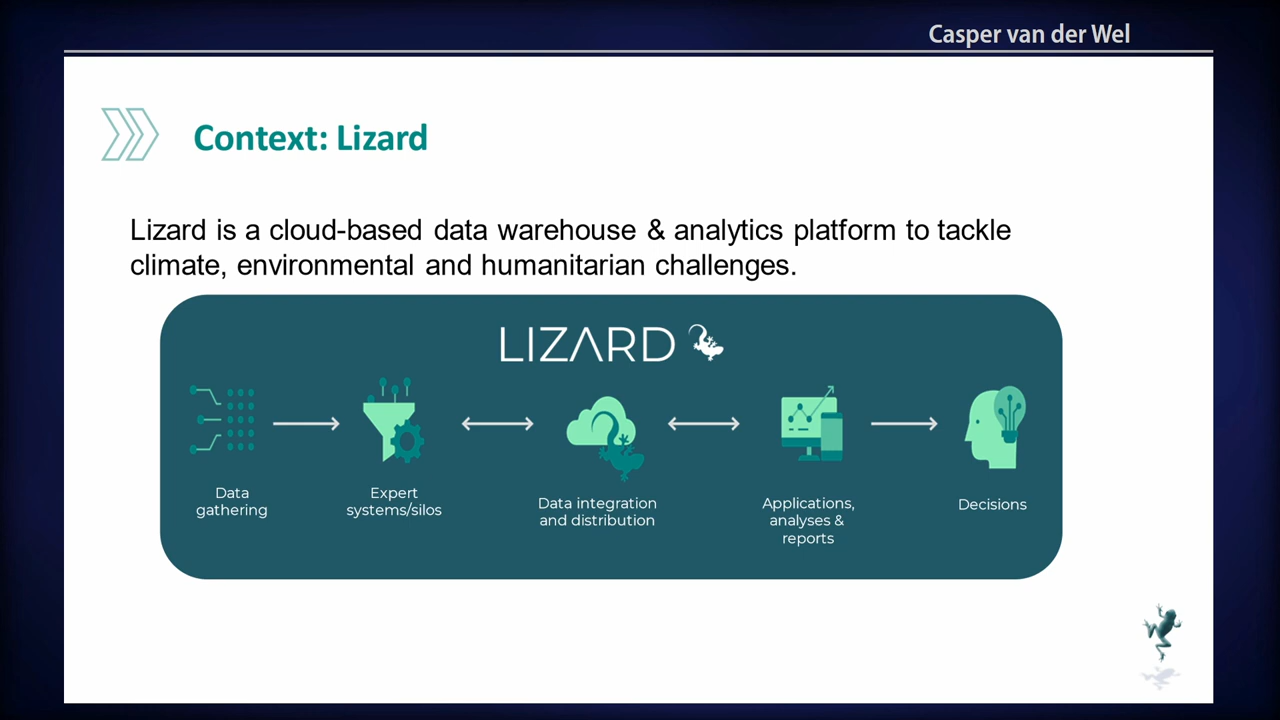 Casper van der Wel
Context: Lizard
Lizard is a cloud-based data warehouse & analytics platform to tackle
climate, environmental and humanitarian challenges.
LIZARD
Data
gathering
Expert
systems/silos
Data integration
and distribution
Applications,
analyses &
reports
Decisions